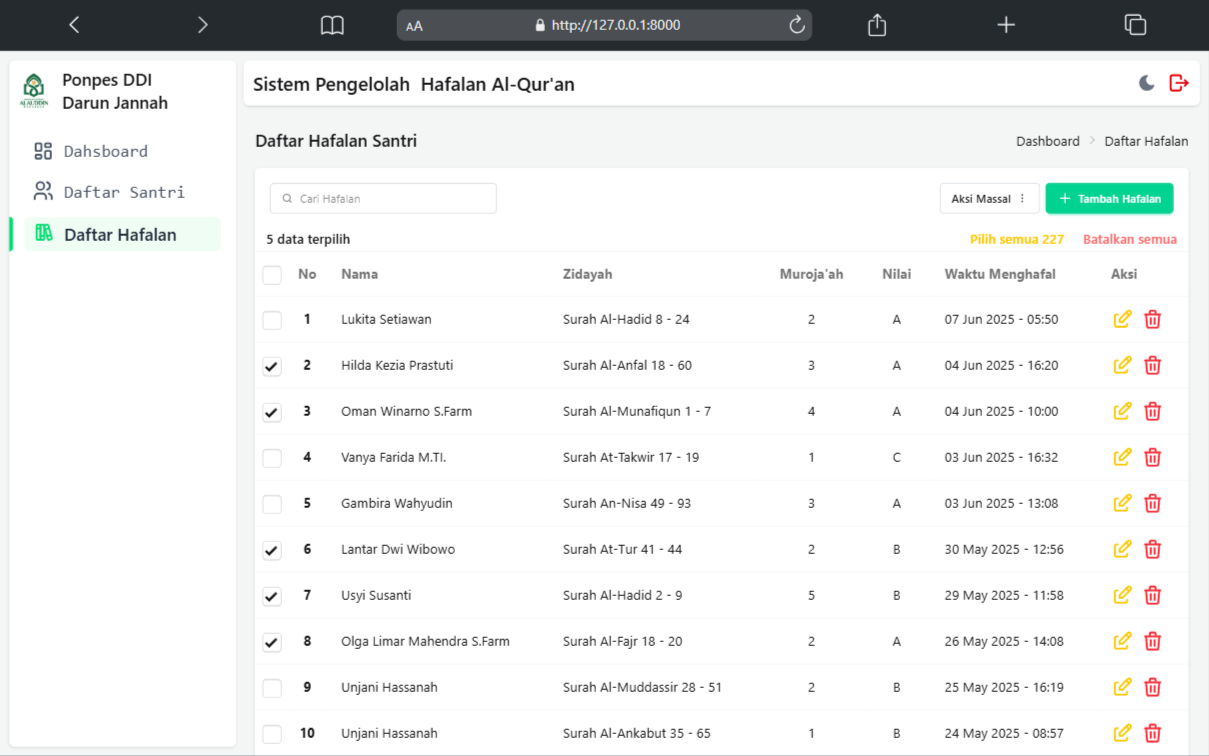 AA http://127.0.0.1:8000
Ponpes DDI
Darun Jannah
ALAUDDIN
Dahsboard
Daftar Santri
Daftar Hafalan
Sistem Pengelolah Hafalan Al-Qur'an
Daftar Hafalan Santri
Dashboard > Daftar Hafalan
Cari Hafalan
Aksi Massal
+ Tambah Hafalan
5 data terpilih
Pilih semua 227 Batalkan semua
No Nama Zidayah Muroja'ah Nilai Waktu Menghafal Aksi
1 Lukita Setiawan Surah Al-Hadid 8 - 24 2 A 07 Jun 2025 - 05:50
2 Hilda Kezia Prastuti Surah Al-Anfal 18 - 60 3 A 04 Jun 2025 - 16:20
3 Oman Winarno S.Farm Surah Al-Munafiqun 1 - 7 4 A 04 Jun 2025 - 10:00
4 Vanya Farida M.TI. Surah At-Takwir 17 - 19 1 C 03 Jun 2025 - 16:32
5 Gambira Wahyudin Surah An-Nisa 49 - 93 3 A 03 Jun 2025 - 13:08
6 Lantar Dwi Wibowo Surah At-Tur 41 - 44 2 B 30 May 2025 - 12:56
7 Usyi Susanti Surah Al-Hadid 2 - 9 5 B 29 May 2025 - 11:58
8 Olga Limar Mahendra S.Farm Surah Al-Fajr 18 - 20 2 A 26 May 2025 - 14:08
9 Unjani Hassanah Surah Al-Muddassir 28 - 51 2 B 25 May 2025 - 16:19
10 Unjani Hassanah Surah Al-Ankabut 35 - 65 1 B 24 May 2025 - 08:57